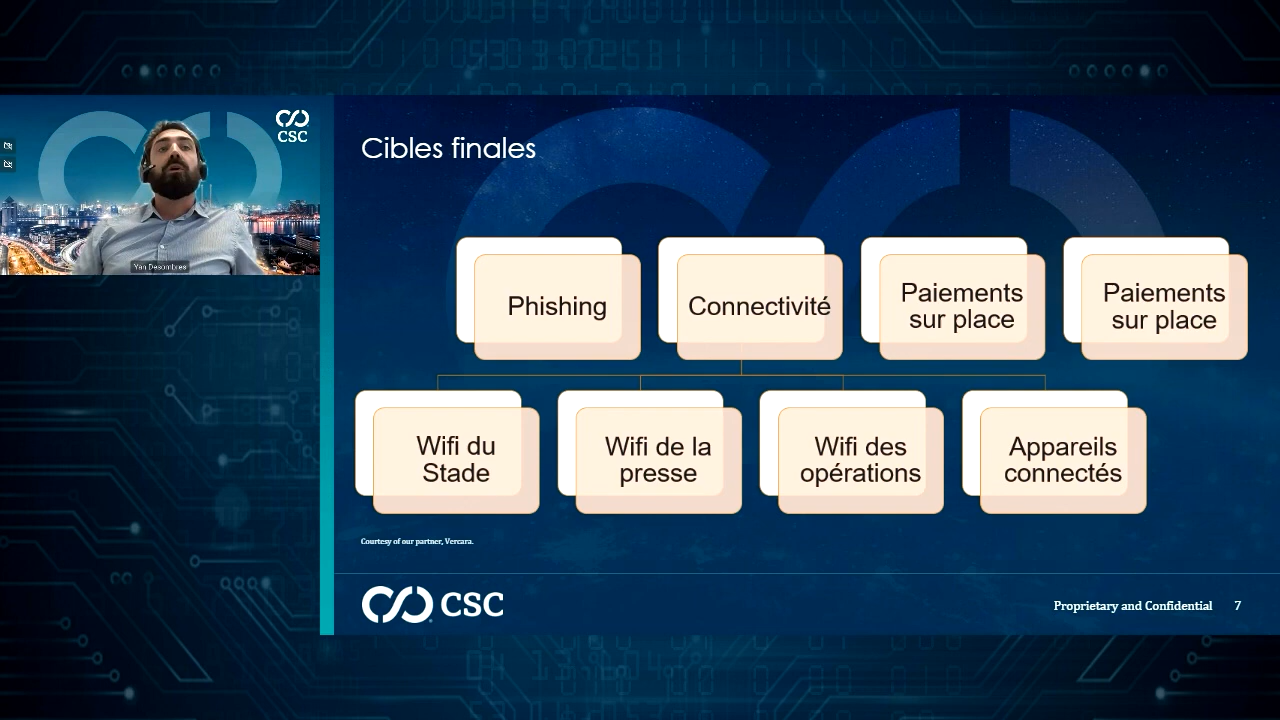 CSC
Yan Desombres
Cibles finales
Phishing
Connectivité
Paiements
sur place
Paiements
sur place
Wifi du
Stade
Wifi de la
presse
Wifi des
opérations
Appareils
connectés
Courtesy of our partner, Vercara.
CSC
Proprietary and Confidential 7